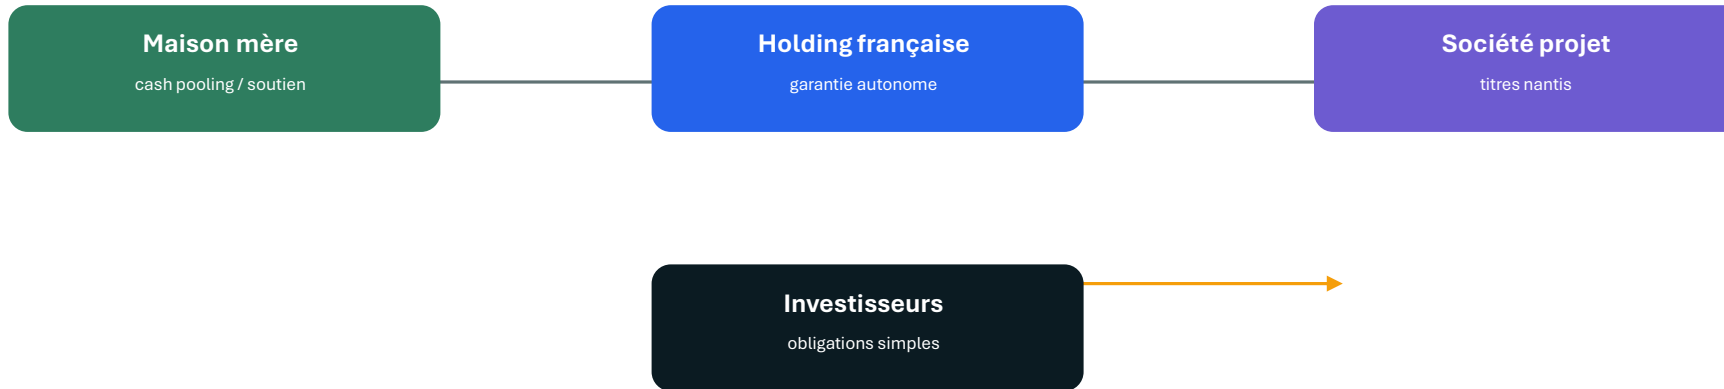 Maison mère
cash pooling / soutien
Holding française
garantie autonome
Société projet
titres nantis
Investisseurs
obligations simples